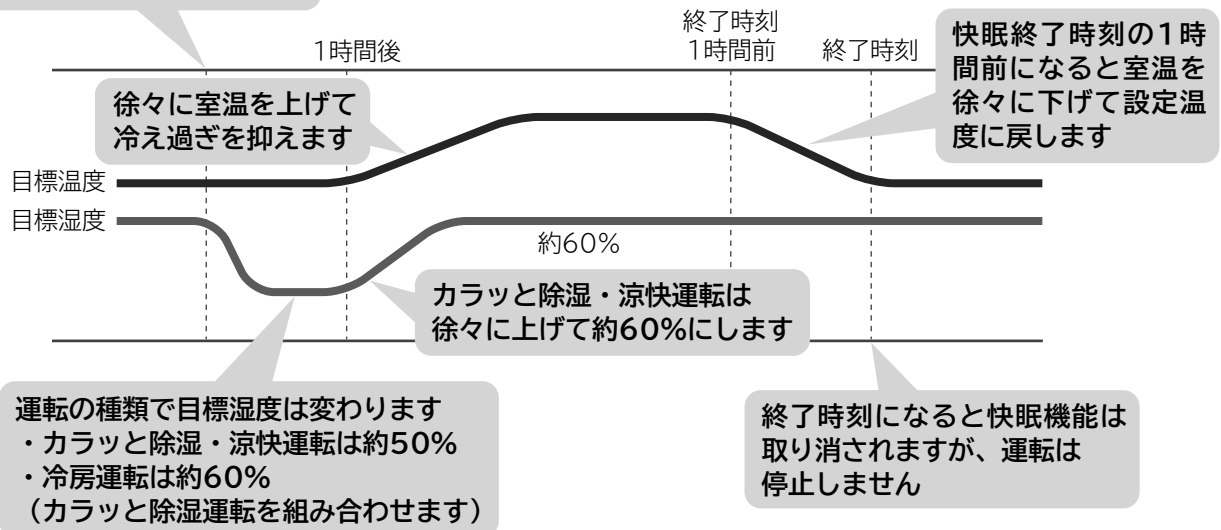 1時間後
終了時刻
1時間前
終了時刻
快眠終了時刻の1時
間前になると室温を
徐々に下げて設定温
度に戻します
徐々に室温を上げて
冷え過ぎを抑えます
目標温度
目標湿度
約60%
カラッと除湿・涼快運転は
徐々に上げて約60%にします
運転の種類で目標湿度は変わります
・カラッと除湿・涼快運転は約50%
・冷房運転は約60%
（カラッと除湿運転を組み合わせます）
終了時刻になると快眠機能は
取り消されますが、運転は
停止しません